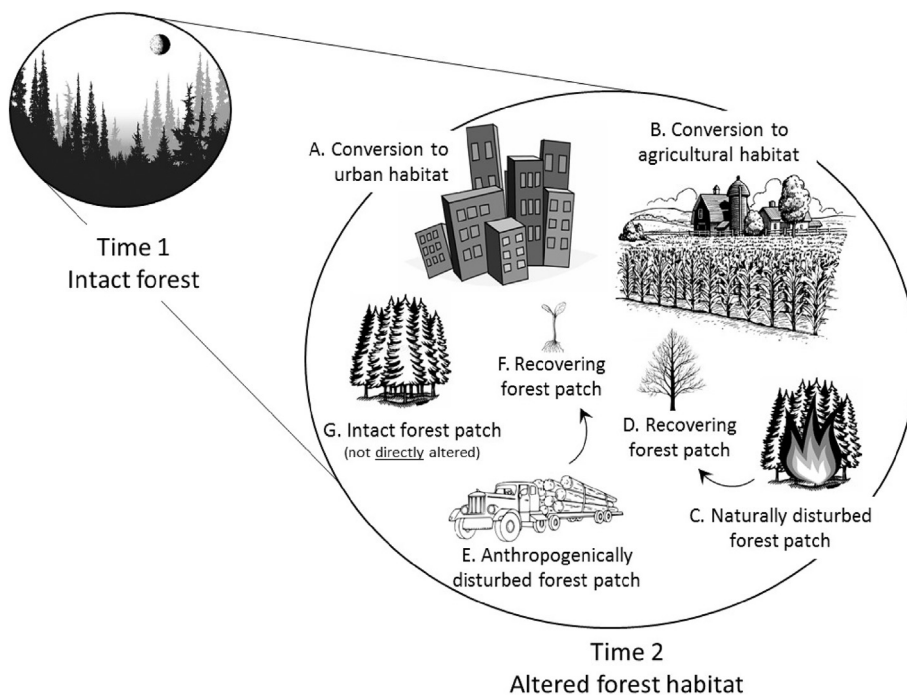 Time 1
Intact forest
A. Conversion to
urban habitat
B. Conversion to
agricultural habitat
F. Recovering
forest patch
G. Intact forest patch
(not directly altered)
D. Recovering
forest patch
C. Naturally disturbed
forest patch
E. Anthropogenically
disturbed forest patch
Time 2
Altered forest habitat